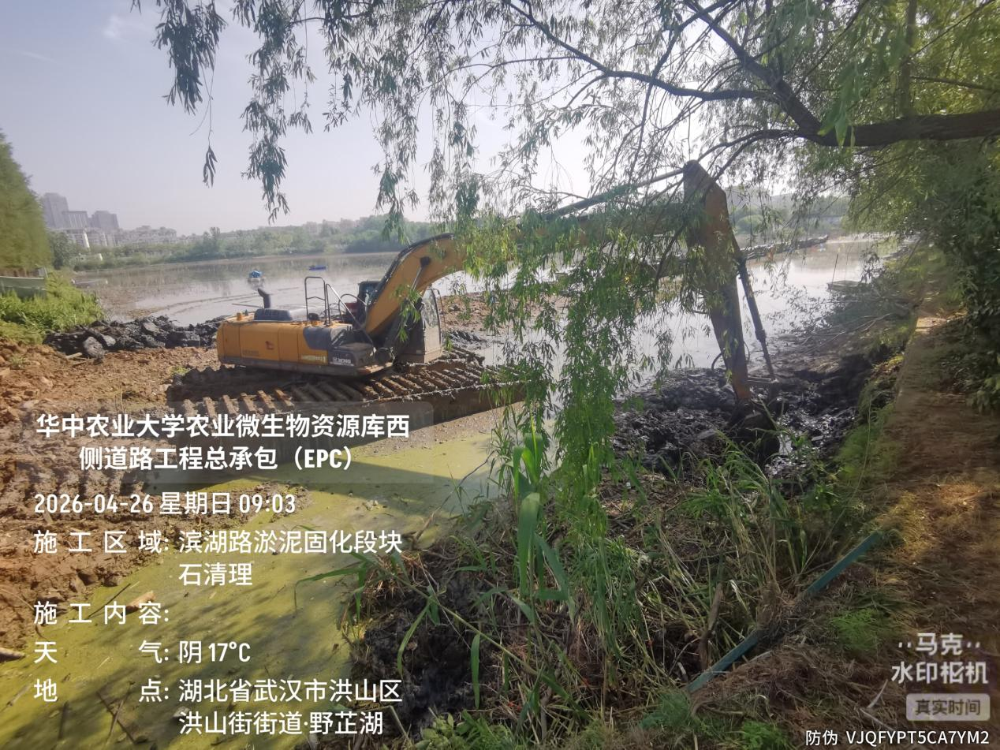 华中农业大学农业微生物资源库西
侧道路工程总承包（EPC）
2026-04-26 星期日 09:03
施工区域: 滨湖路淤泥固化段块
石清理
施工内容:
天气: 阴 17°C
地点: 湖北省武汉市洪山区
洪山街街道·野芷湖
马克
水印相机
真实时间
防伪 VJQFYPT5CA7YM2